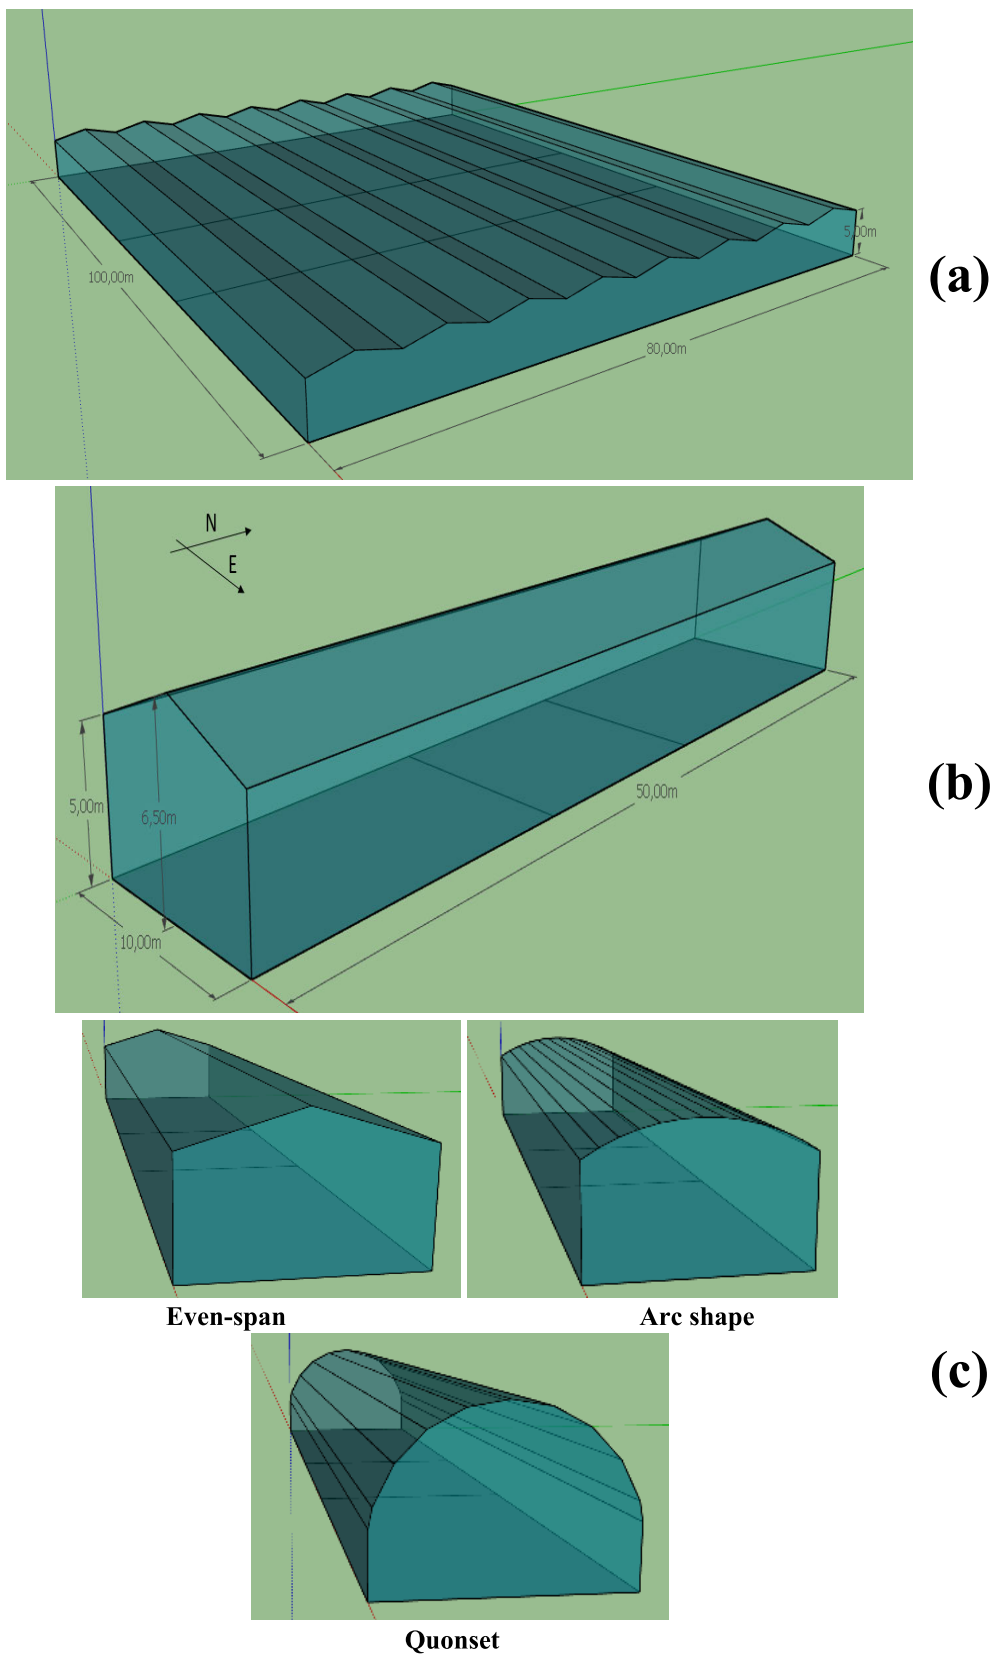 100,00m
5,00m
80,00m
(a)
N
E
5,00m
6,50m
10,00m
50,00m
(b)
Even-span
Arc shape
(c)
Quonset